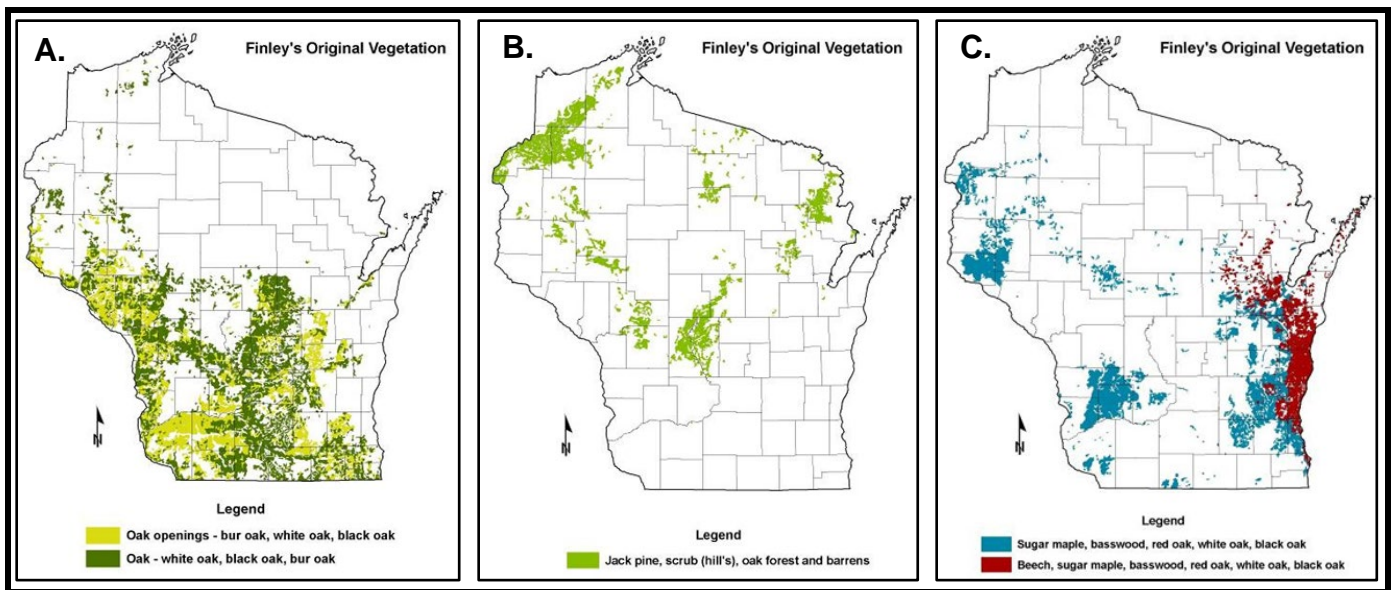 A.
Finley's Original Vegetation
N
Legend
Oak openings - bur oak, white oak, black oak
Oak - white oak, black oak, bur oak
B.
Finley's Original Vegetation
N
Legend
Jack pine, scrub (hill's), oak forest and barrens
C.
Finley's Original Vegetation
N
Legend
Sugar maple, basswood, red oak, white oak, black oak
Beech, sugar maple, basswood, red oak, white oak, black oak